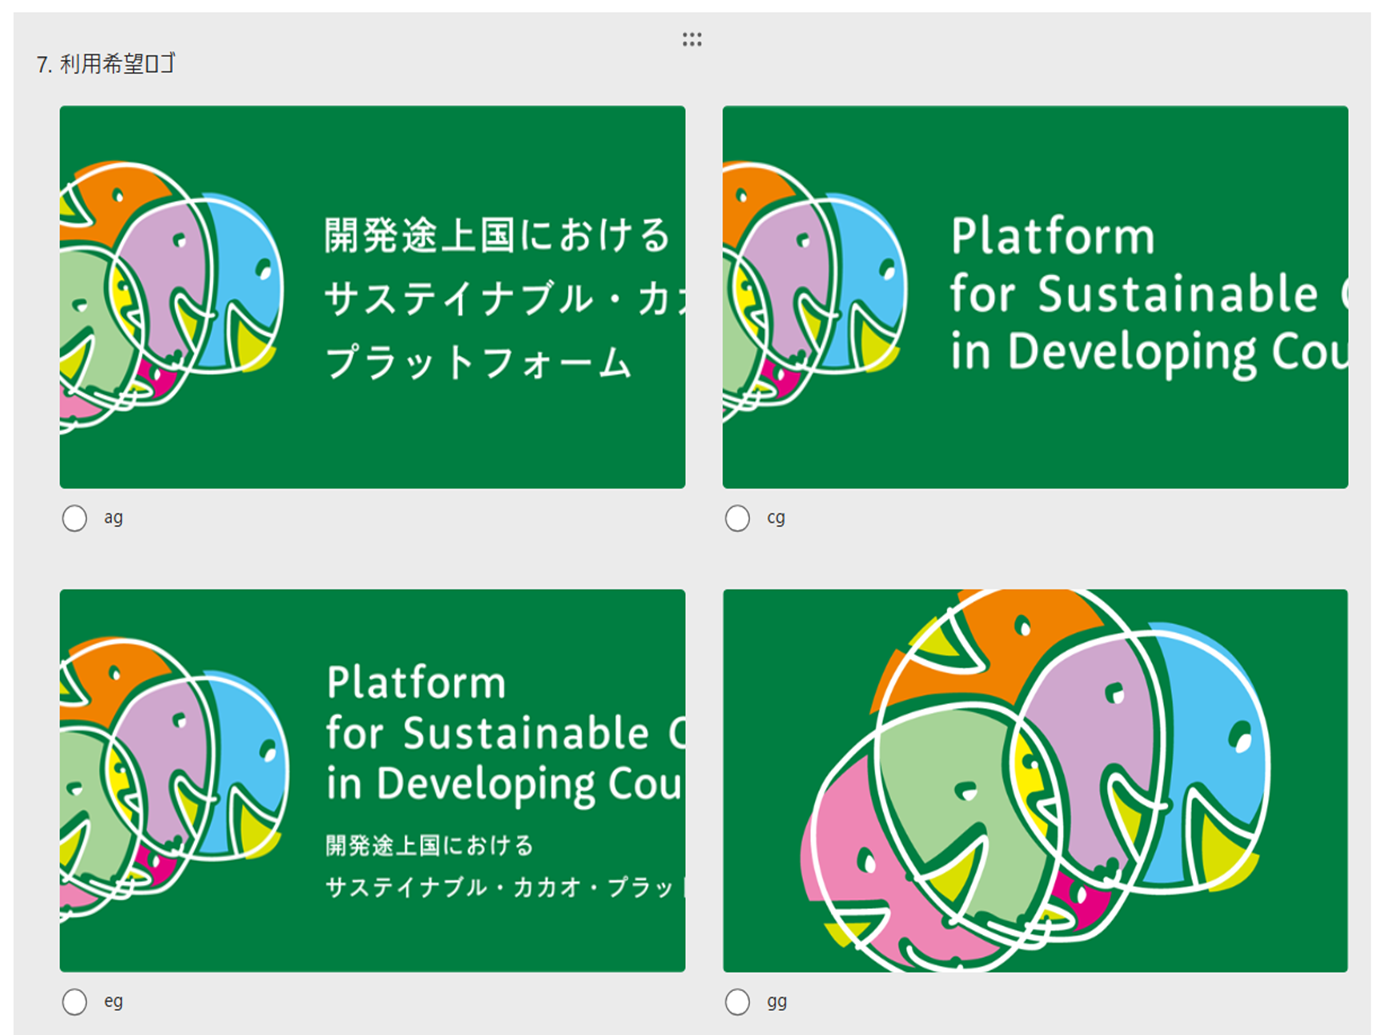 7. 利用希望ロゴ
開発途上国における
サステイナブル・カカ
プラットフォーム
ag
Platform
for Sustainable
in Developing Cou
cg
Platform
for Sustainable C
in Developing Cou
開発途上国における
サステイナブル・カカオ・プラット
eg
gg